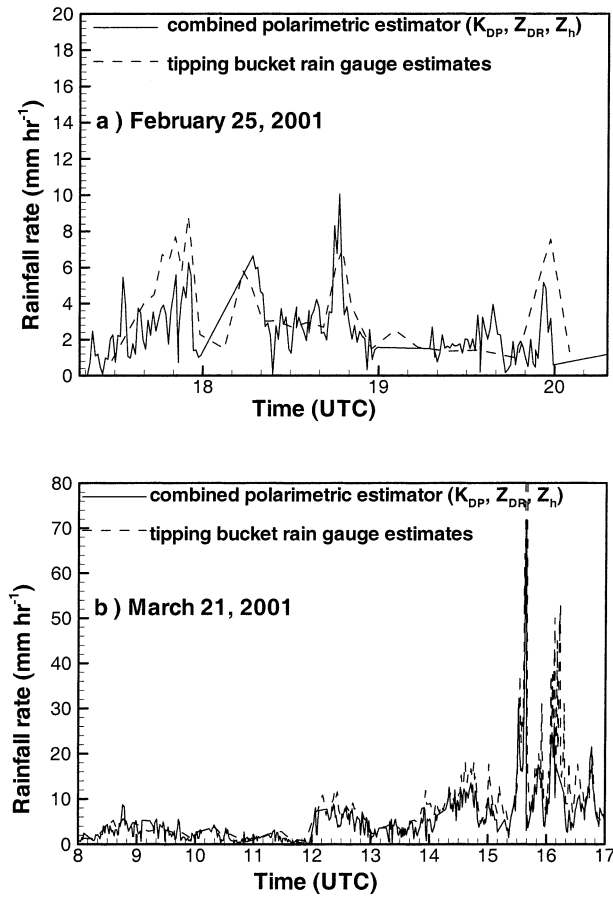 20
18
16
14
12
10
8
6
4
2
0
combined polarimetric estimator (K_DP, Z_DR, Z_h)
tipping bucket rain gauge estimates
a ) February 25, 2001
Rainfall rate (mm hr⁻¹)
18 19 20
Time (UTC)
80
70
60
50
40
30
20
10
0
combined polarimetric estimator (K_DP, Z_DR, Z_h)
tipping bucket rain gauge estimates
b ) March 21, 2001
Rainfall rate (mm hr⁻¹)
8 9 10 11 12 13 14 15 16 17
Time (UTC)